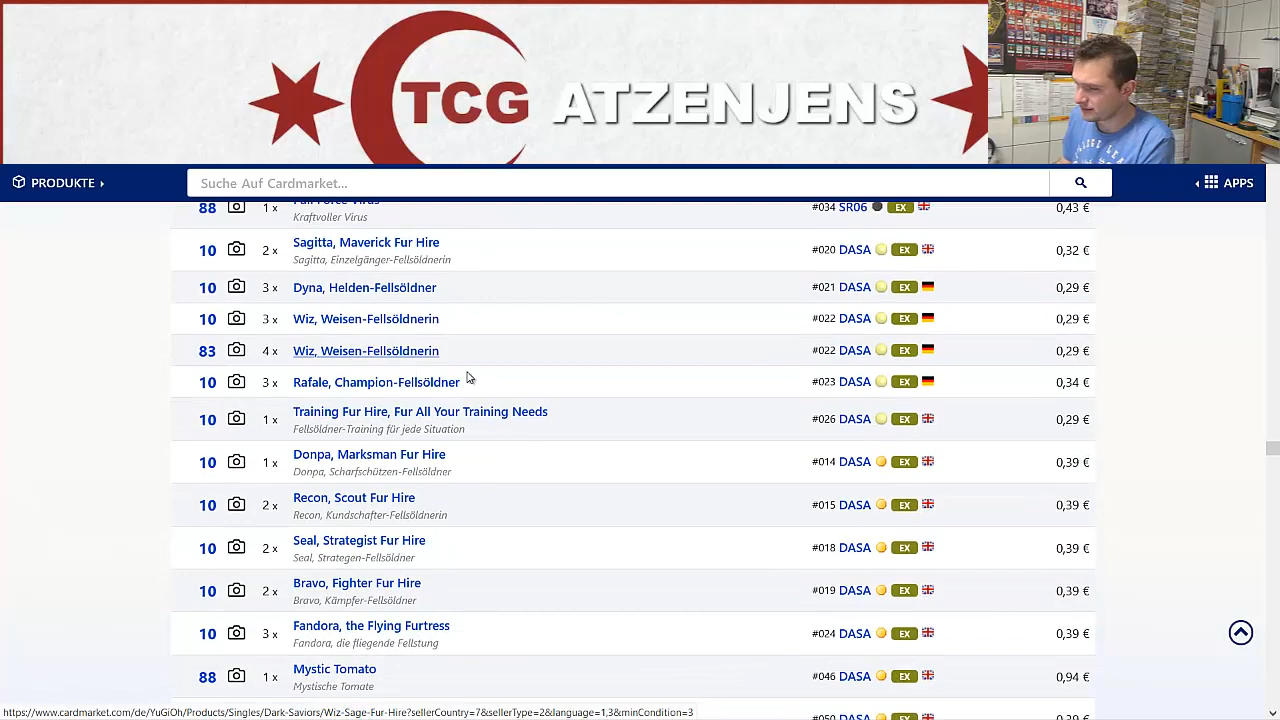 TCG ATZENJENS
PRODUKTE Suche Auf Cardmarket... APPS
88 1 x Full Force Virus #034 SR06 EX 0,43 €
Kraftvoller Virus
10 2 x Sagitta, Maverick Fur Hire #020 DASA EX 0,32 €
Sagitta, Einzelgänger-Fellsöldnerin
10 3 x Dyna, Helden-Fellsöldner #021 DASA EX 0,29 €
10 3 x Wiz, Weisen-Fellsöldnerin #022 DASA EX 0,29 €
83 4 x Wiz, Weisen-Fellsöldnerin #022 DASA EX 0,29 €
10 3 x Rafale, Champion-Fellsöldner #023 DASA EX 0,34 €
10 1 x Training Fur Hire, Fur All Your Training Needs #026 DASA EX 0,29 €
Fellsöldner-Training für jede Situation
10 1 x Donpa, Marksman Fur Hire #014 DASA EX 0,39 €
Donpa, Scharfschützen-Fellsöldner
10 2 x Recon, Scout Fur Hire #015 DASA EX 0,39 €
Recon, Kundschafter-Fellsöldnerin
10 2 x Seal, Strategist Fur Hire #018 DASA EX 0,39 €
Seal, Strategen-Fellsöldner
10 2 x Bravo, Fighter Fur Hire #019 DASA EX 0,39 €
Bravo, Kämpfer-Fellsöldner
10 3 x Fandora, the Flying Furtress #024 DASA EX 0,39 €
Fandora, die fliegende Fellstung
88 1 x Mystic Tomato #046 DASA EX 0,94 €
Mystische Tomate
#050 DASA EX 0,39 €
https://www.cardmarket.com/de/YuGiOh/Products/Singles/Dark-Saviors/Wiz-Sage-Fur-Hire?sellerCountry=7&sellerType=2&language=1,3&minCondition=3